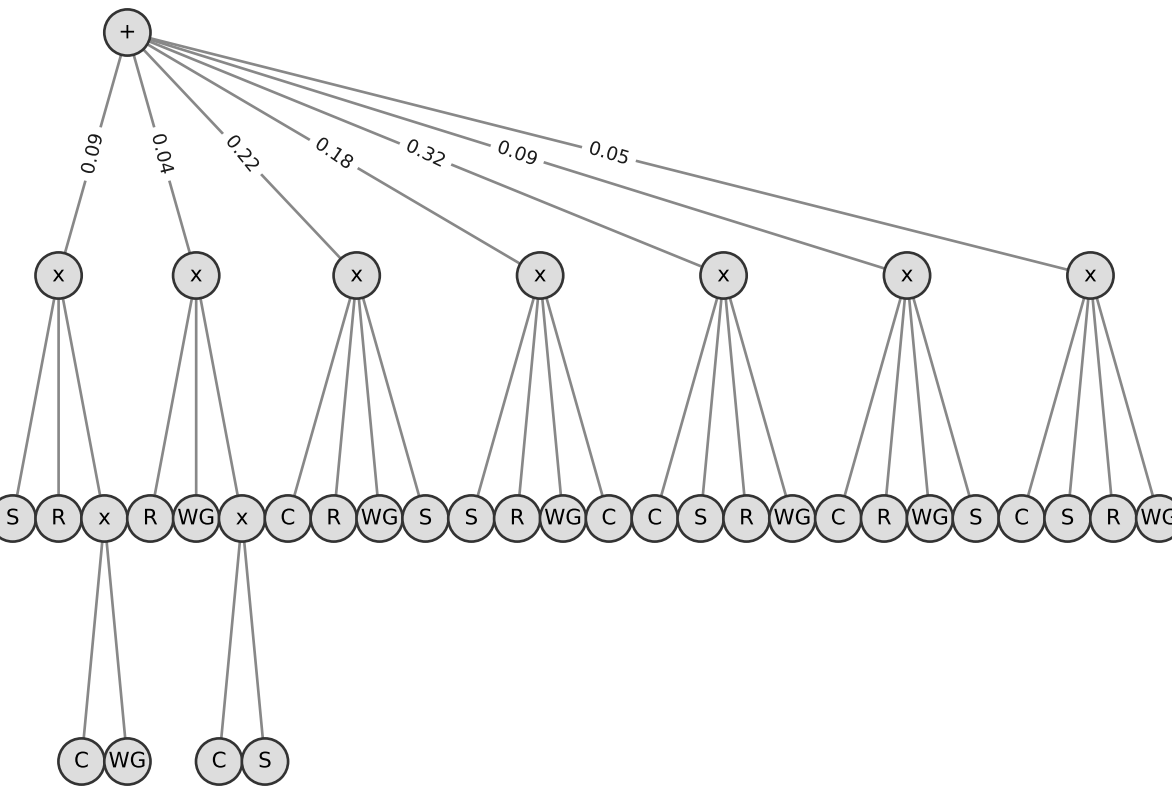 +
0.09 0.04 0.22 0.18 0.32 0.09 0.05
x x x x x x x
S R x R WG x C R WG S S R WG C C S R WG C R WG S C S R WG
C WG C S